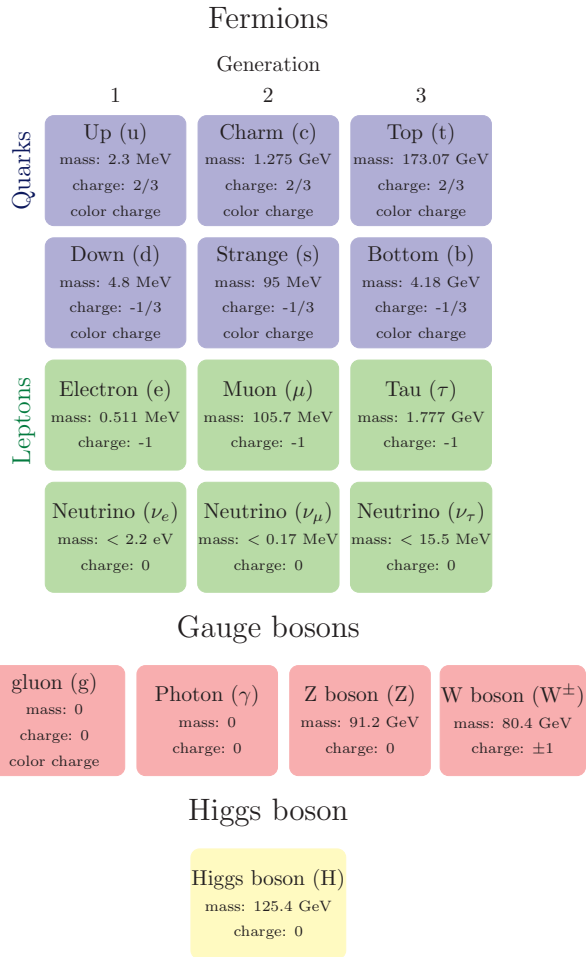 Fermions
Generation
1 2 3
Quarks
Up (u) Charm (c) Top (t)
mass: 2.3 MeV mass: 1.275 GeV mass: 173.07 GeV
charge: 2/3 charge: 2/3 charge: 2/3
color charge color charge color charge
Down (d) Strange (s) Bottom (b)
mass: 4.8 MeV mass: 95 MeV mass: 4.18 GeV
charge: -1/3 charge: -1/3 charge: -1/3
color charge color charge color charge
Leptons
Electron (e) Muon (μ) Tau (τ)
mass: 0.511 MeV mass: 105.7 MeV mass: 1.777 GeV
charge: -1 charge: -1 charge: -1
Neutrino (νₑ) Neutrino (ν_μ) Neutrino (ν_τ)
mass: < 2.2 eV mass: < 0.17 MeV mass: < 15.5 MeV
charge: 0 charge: 0 charge: 0
Gauge bosons
gluon (g) Photon (γ) Z boson (Z) W boson (W±)
mass: 0 mass: 0 mass: 91.2 GeV mass: 80.4 GeV
charge: 0 charge: 0 charge: 0 charge: ±1
color charge
Higgs boson
Higgs boson (H)
mass: 125.4 GeV
charge: 0